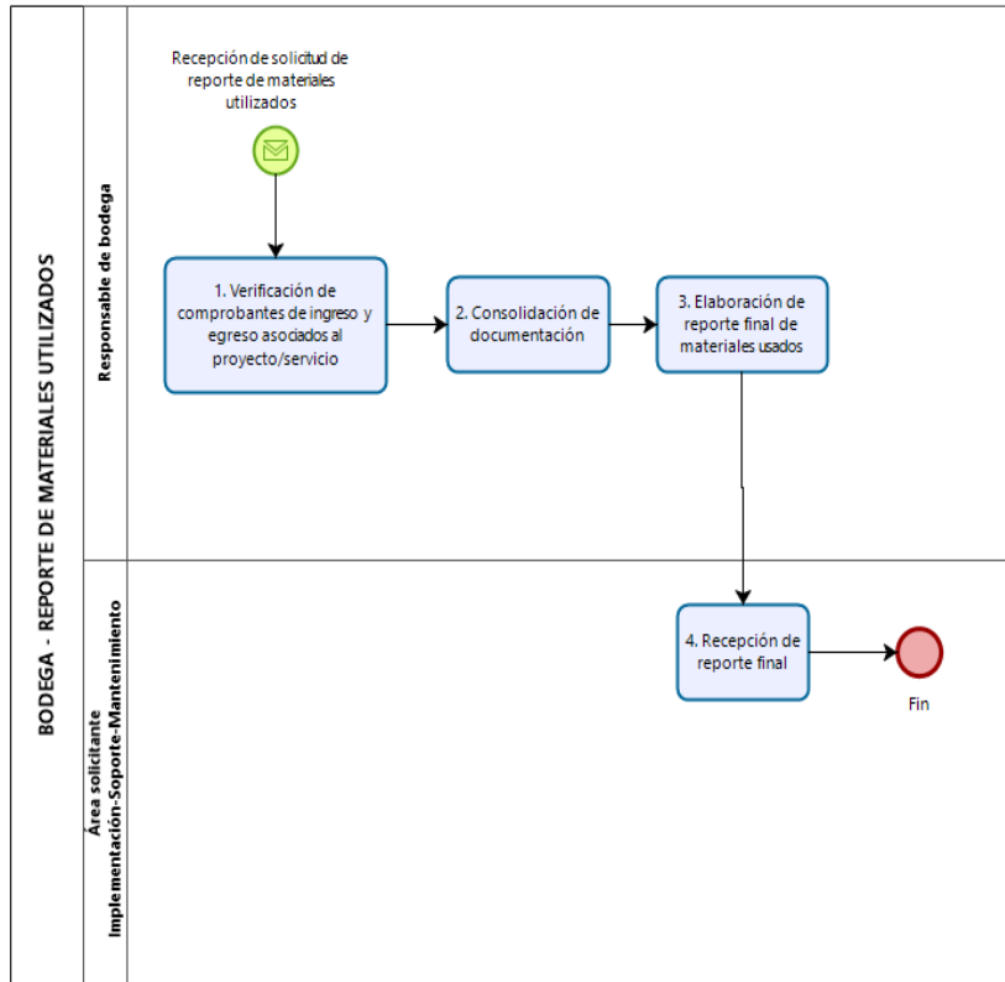 BODEGA - REPORTE DE MATERIALES UTILIZADOS
Responsable de bodega
Recepción de solicitud de
reporte de materiales
utilizados
1. Verificación de
comprobantes de ingreso y
egreso asociados al
proyecto/servicio
2. Consolidación de
documentación
3. Elaboración de
reporte final de
materiales usados
Área solicitante
Implementación-Soporte-Mantenimiento
4. Recepción de
reporte final
Fin